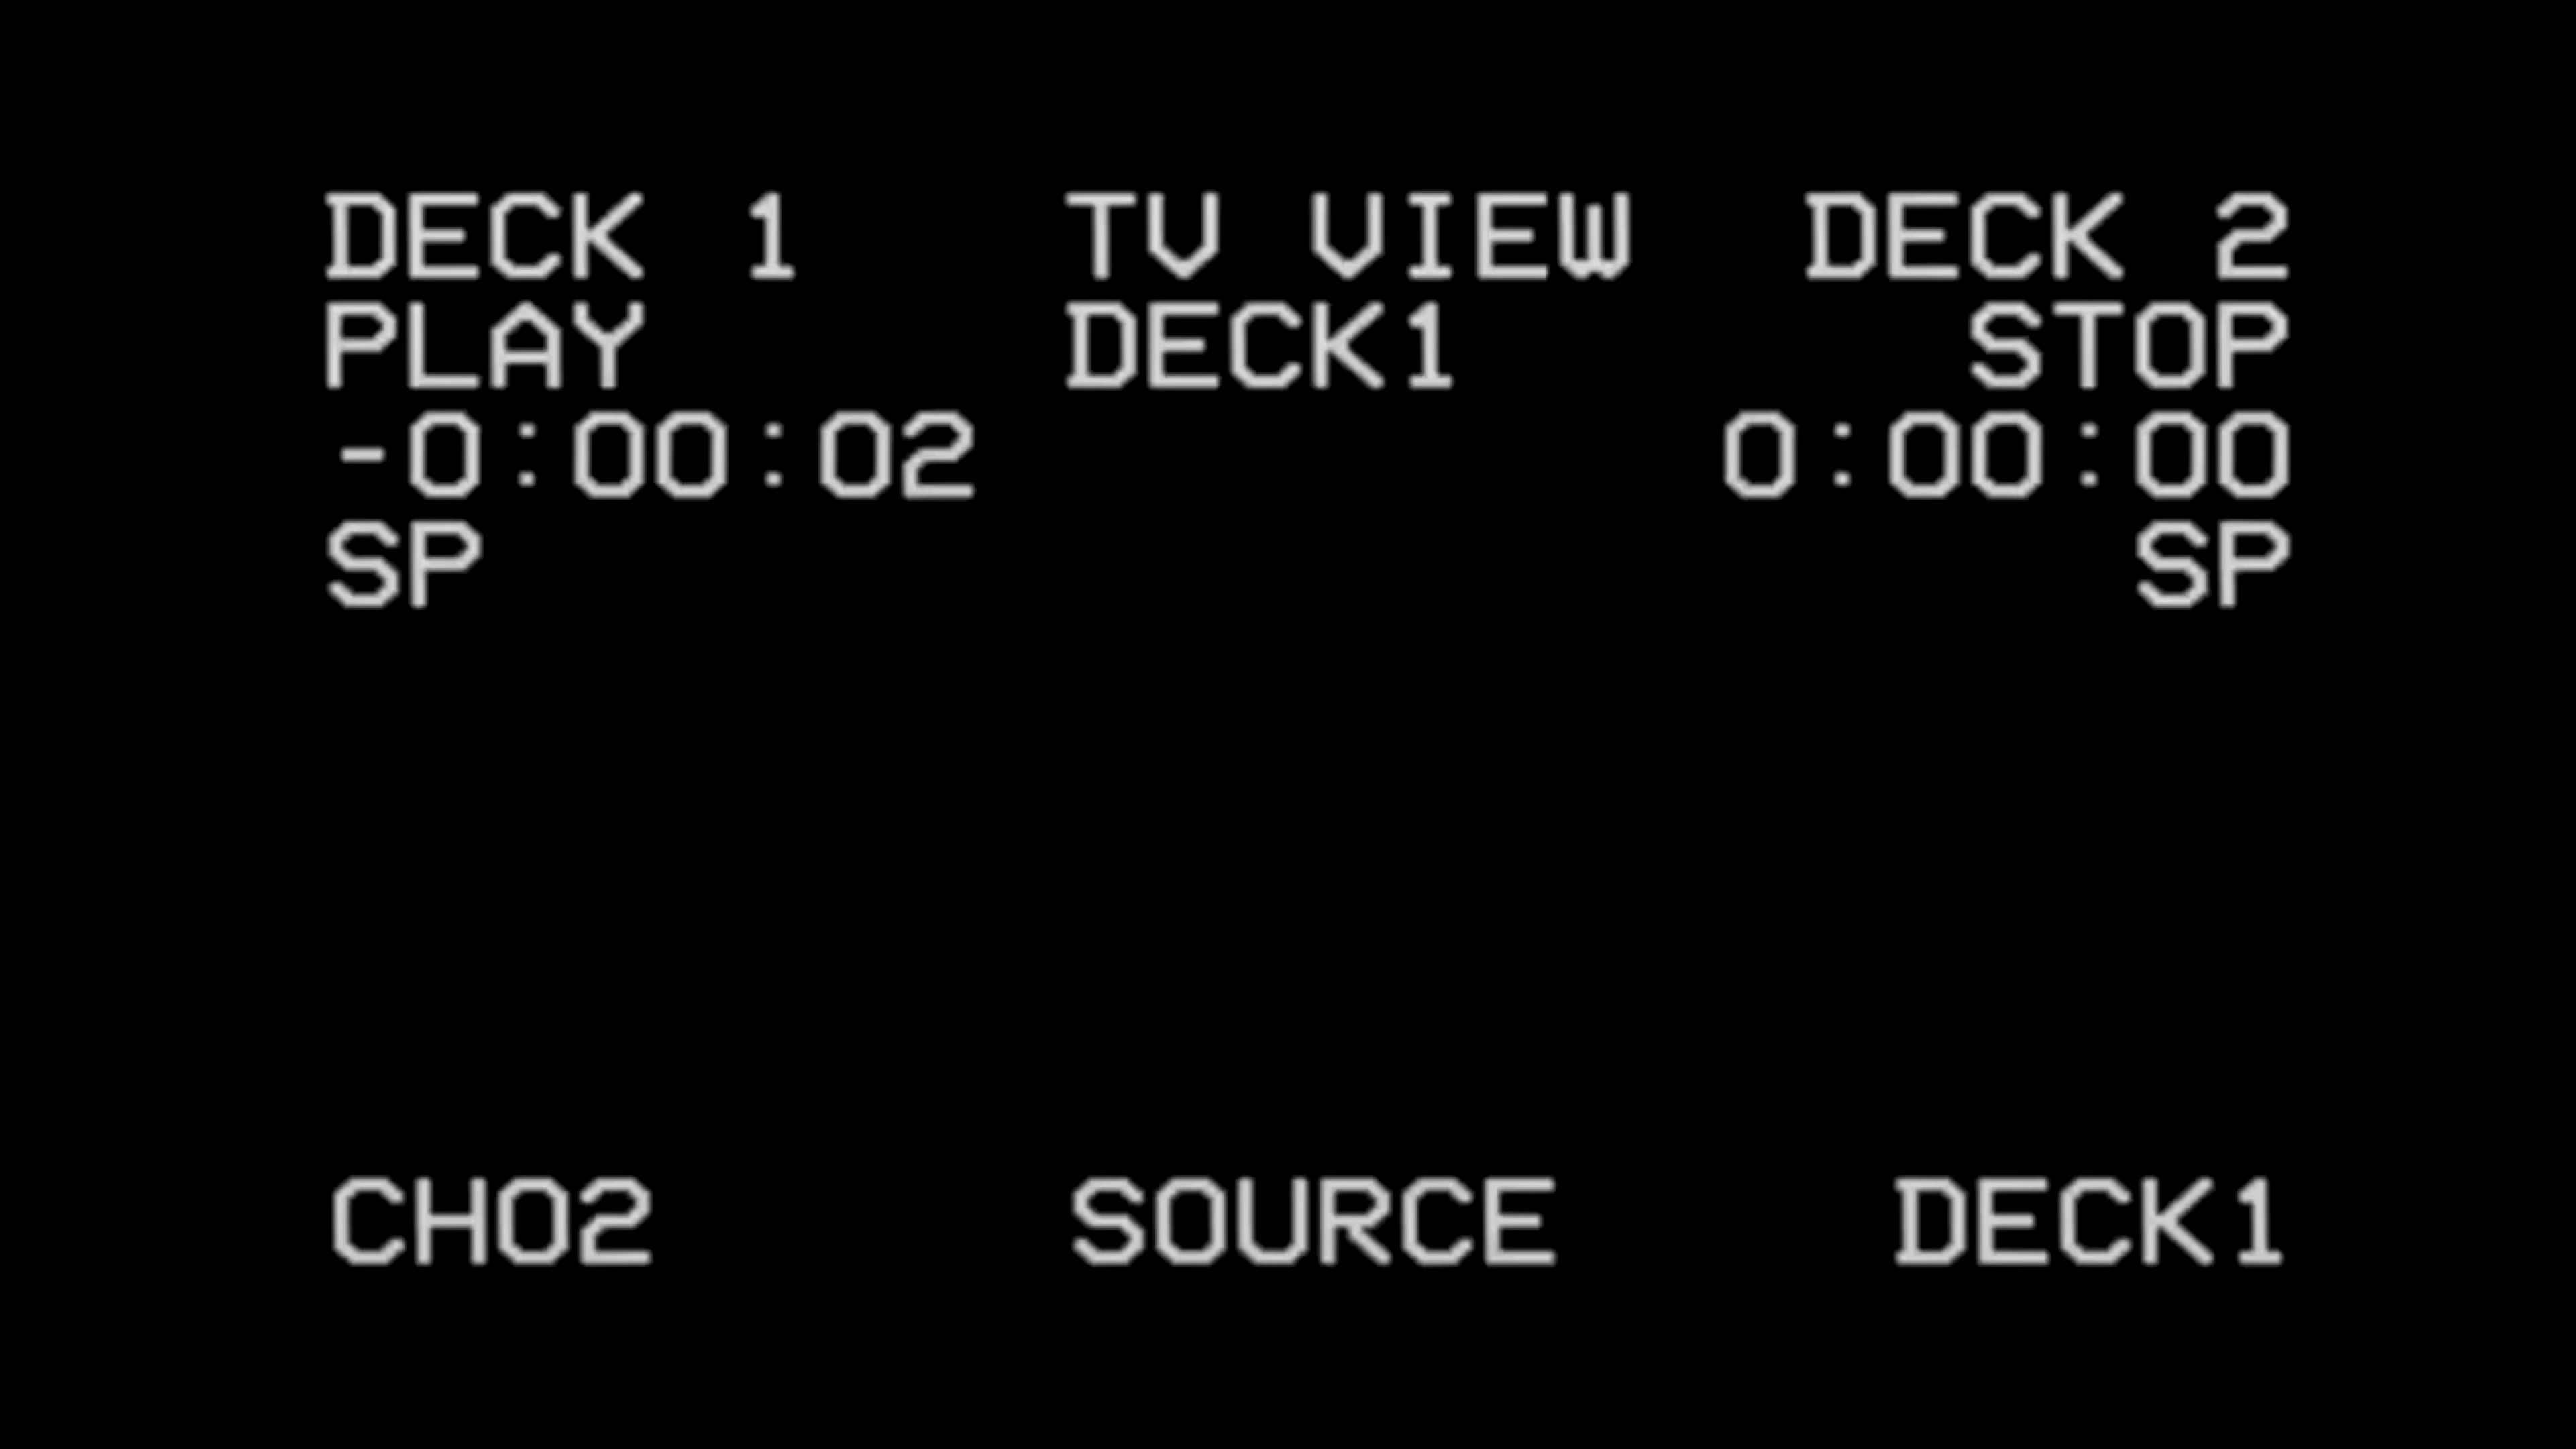 DECK 1 TV VIEW DECK 2
PLAY DECK1 STOP
-0:00:02 0:00:00
SP SP
CH02 SOURCE DECK1